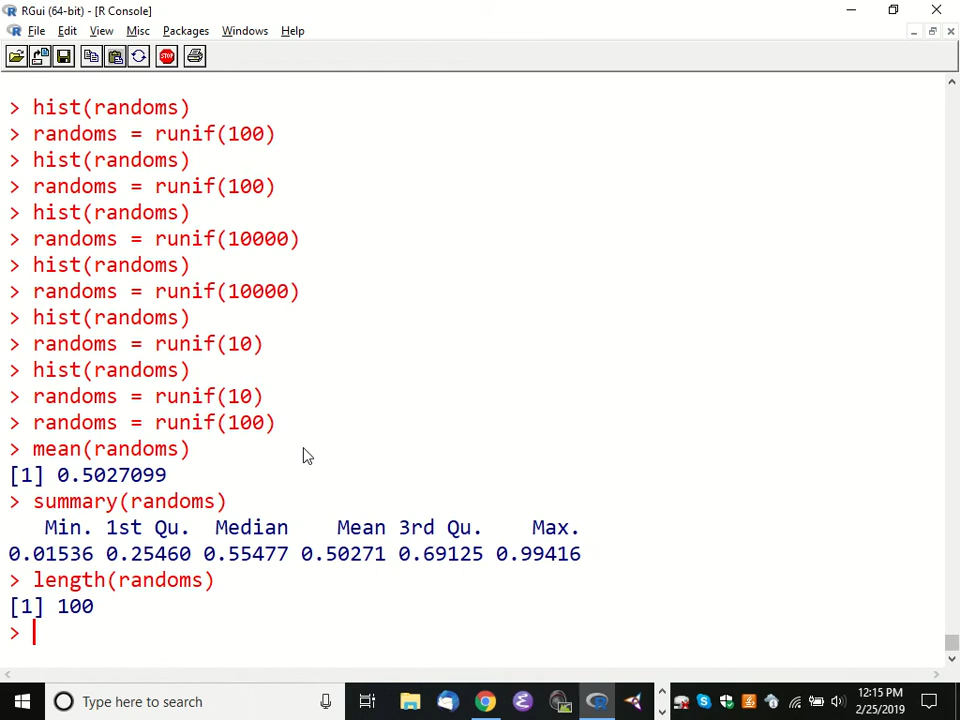 RGui (64-bit) - [R Console]
File Edit View Misc Packages Windows Help
STOP
> hist(randoms)
> randoms = runif(100)
> hist(randoms)
> randoms = runif(100)
> hist(randoms)
> randoms = runif(10000)
> hist(randoms)
> randoms = runif(10000)
> hist(randoms)
> randoms = runif(10)
> hist(randoms)
> randoms = runif(10)
> randoms = runif(100)
> mean(randoms)
[1] 0.5027099
> summary(randoms)
Min. 1st Qu. Median Mean 3rd Qu. Max.
0.01536 0.25460 0.55477 0.50271 0.69125 0.99416
> length(randoms)
[1] 100
>
Type here to search
12:15 PM
2/25/2019